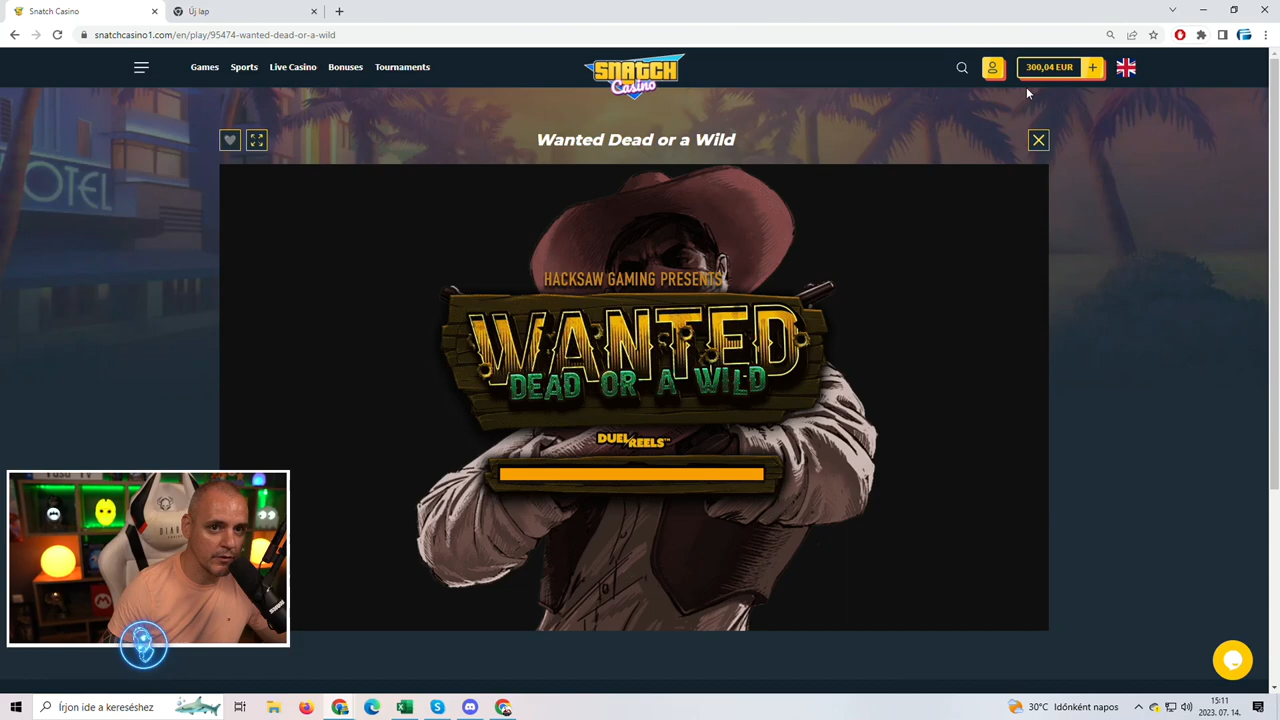 Snatch Casino
Új lap
snatchcasino1.com/en/play/95474-wanted-dead-or-a-wild
Games
Sports
Live Casino
Bonuses
Tournaments
SNATCH
Casino
300,04 EUR
+
Wanted Dead or a Wild
HOTEL
HACKSAW GAMING PRESENTS
WANTED
DEAD OR A WILD
DUEL REELS™
Írjon ide a kereséshez
30°C Időnként napos
15:11
2023. 07. 14.